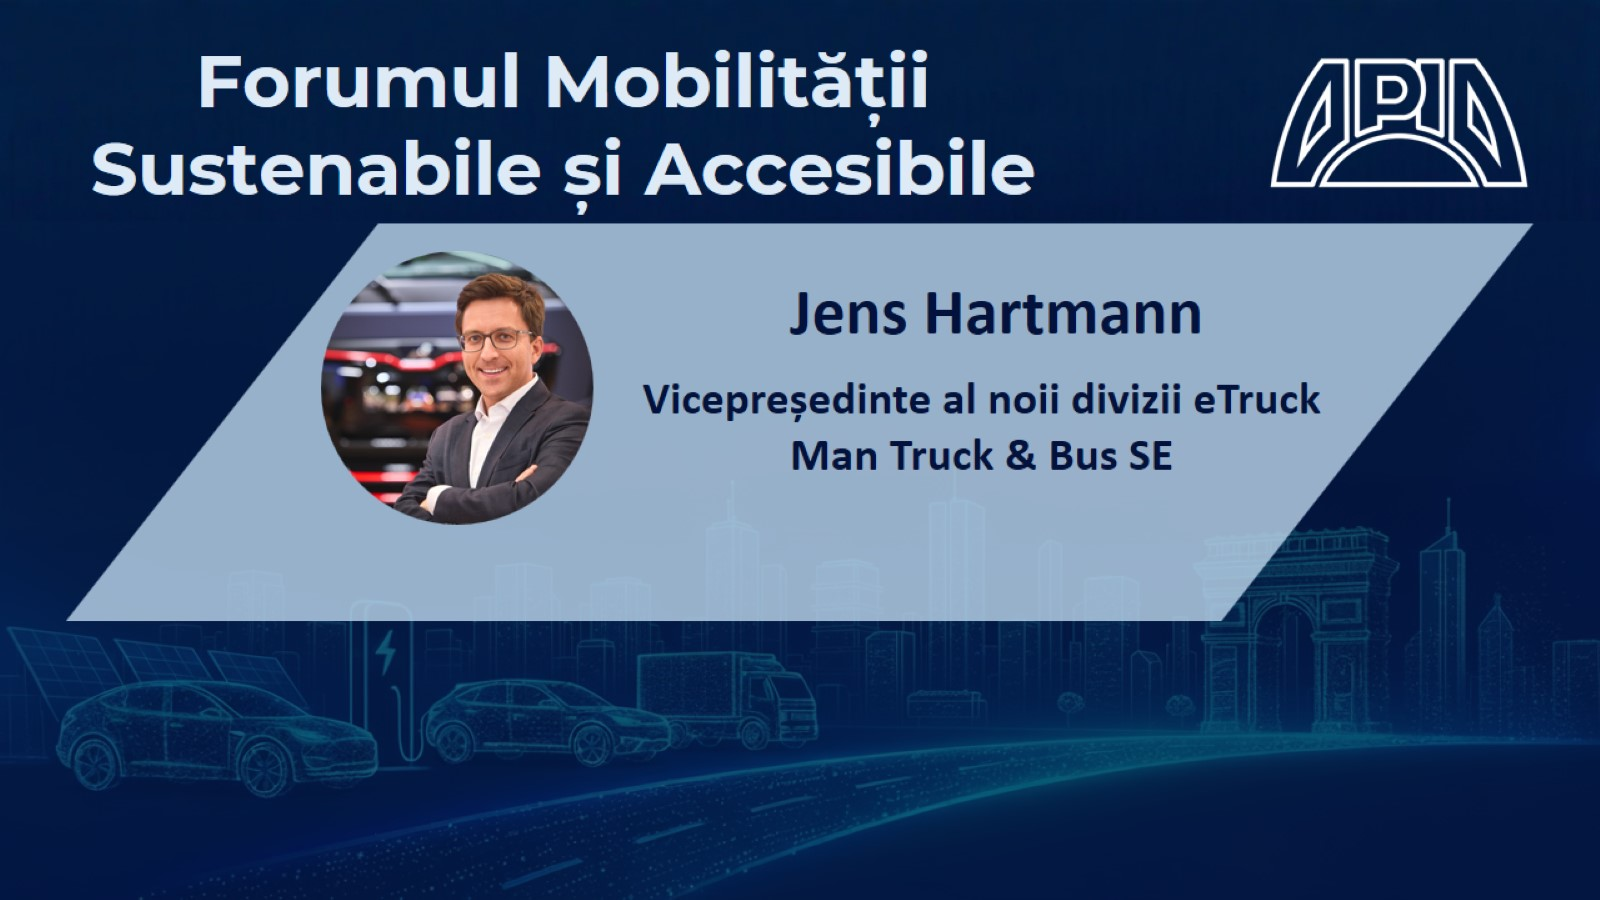 Forumul Mobilității
Sustenabile și Accesibile
APIA
Jens Hartmann
Vicepreședinte al noii divizii eTruck
Man Truck & Bus SE